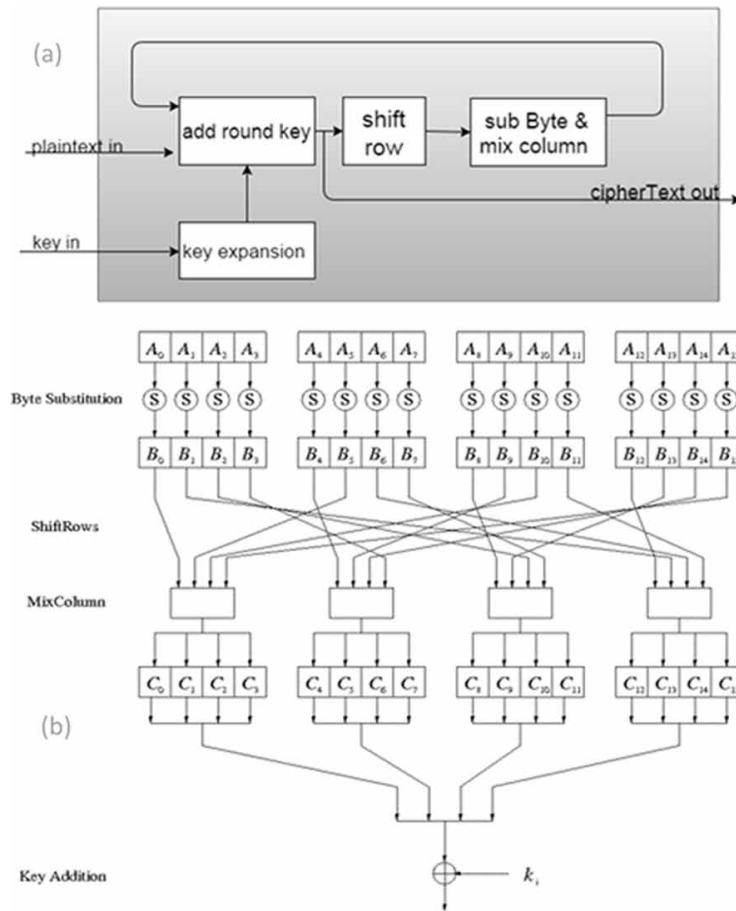 (a)
add round key
shift
row
sub Byte &
mix column
plaintext in
cipherText out
key in
key expansion
A₀ A₁ A₂ A₃ A₄ A₅ A₆ A₇ A₈ A₉ A₁₀ A₁₁ A₁₂ A₁₃ A₁₄
Byte Substitution S S S S S S S S S S S S S S S S
B₀ B₁ B₂ B₃ B₄ B₅ B₆ B₇ B₈ B₉ B₁₀ B₁₁ B₁₂ B₁₃ B₁₄
ShiftRows
MixColumn
C₀ C₁ C₂ C₃ C₄ C₅ C₆ C₇ C₈ C₉ C₁₀ C₁₁ C₁₂ C₁₃ C₁₄
(b)
Key Addition kᵢ